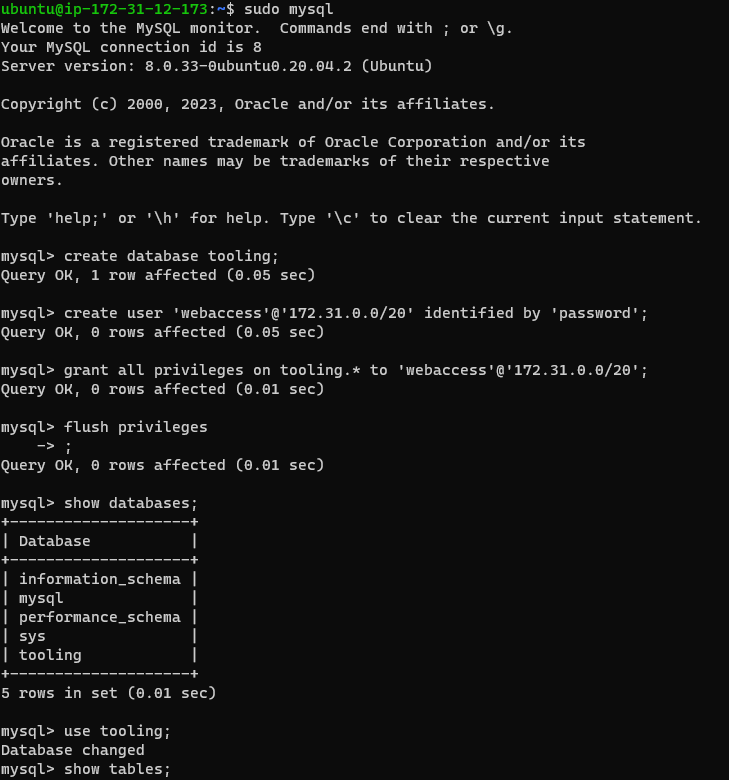 ubuntu@ip-172-31-12-173:~$ sudo mysql
Welcome to the MySQL monitor.  Commands end with ; or \g.
Your MySQL connection id is 8
Server version: 8.0.33-0ubuntu0.20.04.2 (Ubuntu)

Copyright (c) 2000, 2023, Oracle and/or its affiliates.

Oracle is a registered trademark of Oracle Corporation and/or its
affiliates. Other names may be trademarks of their respective
owners.

Type 'help;' or '\h' for help. Type '\c' to clear the current input statement.

mysql> create database tooling;
Query OK, 1 row affected (0.05 sec)

mysql> create user 'webaccess'@'172.31.0.0/20' identified by 'password';
Query OK, 0 rows affected (0.05 sec)

mysql> grant all privileges on tooling.* to 'webaccess'@'172.31.0.0/20';
Query OK, 0 rows affected (0.01 sec)

mysql> flush privileges
    -> ;
Query OK, 0 rows affected (0.01 sec)

mysql> show databases;
+--------------------+
| Database           |
+--------------------+
| information_schema |
| mysql              |
| performance_schema |
| sys                |
| tooling            |
+--------------------+
5 rows in set (0.01 sec)

mysql> use tooling;
Database changed
mysql> show tables;